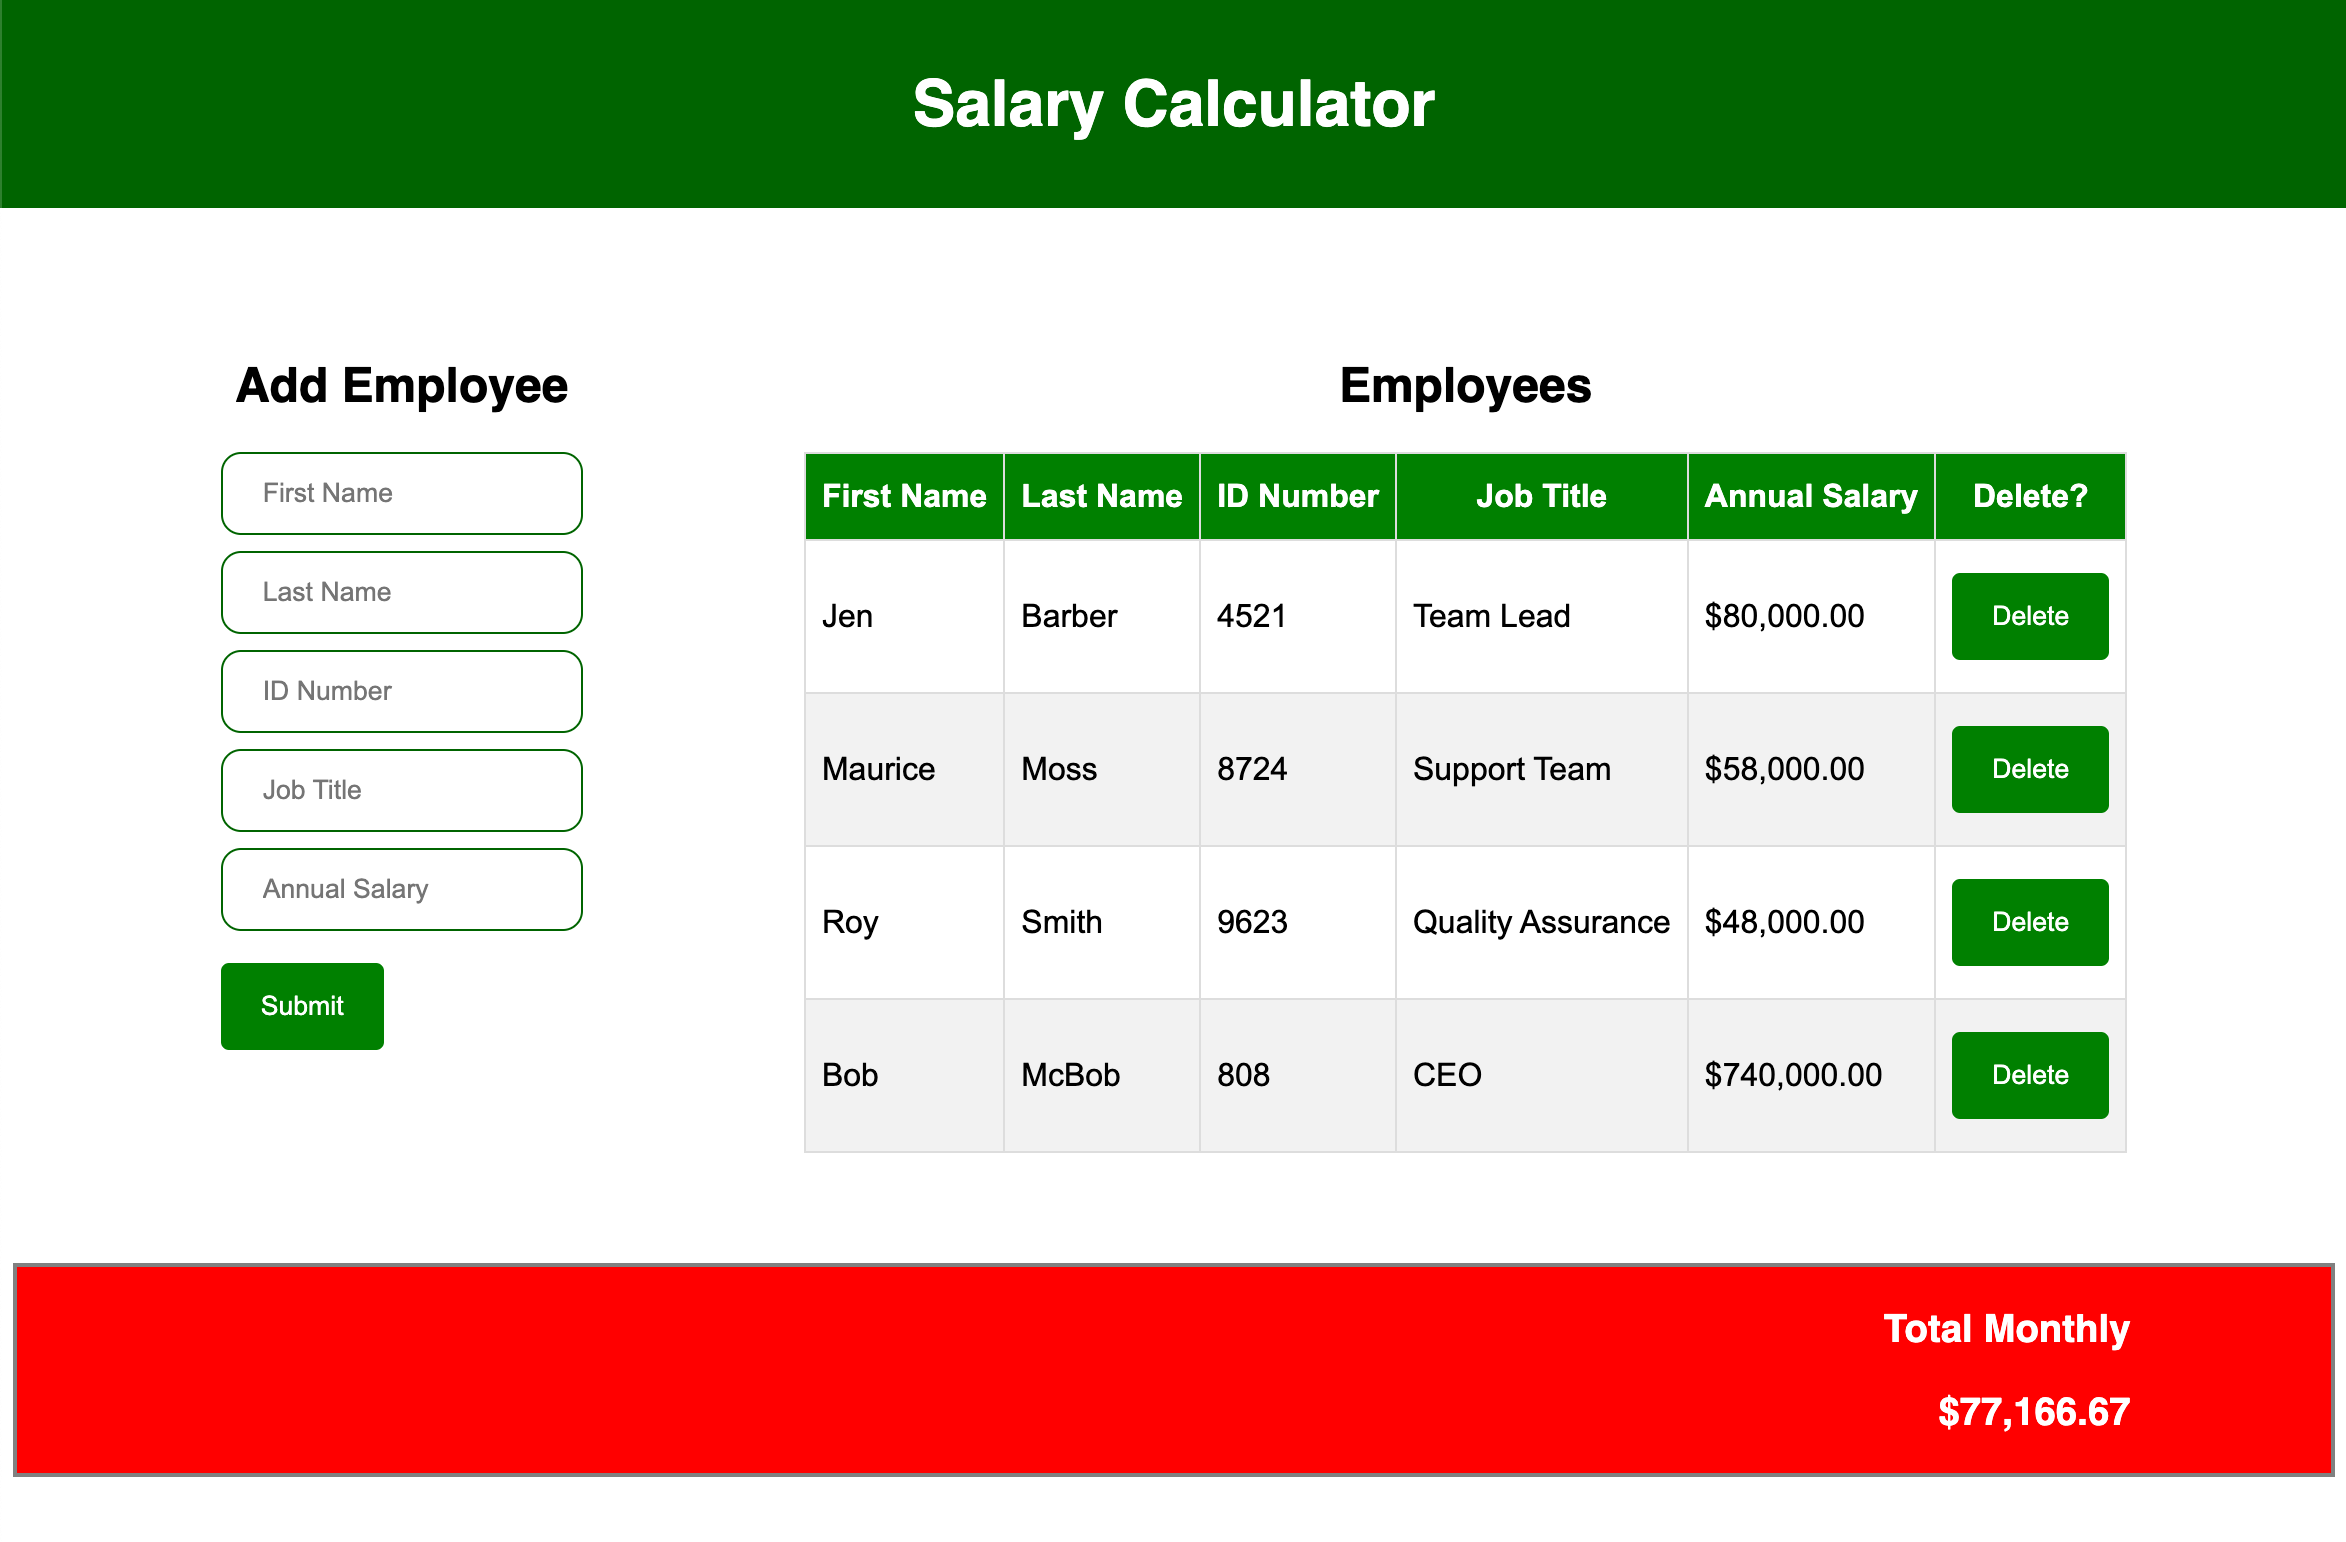 Salary Calculator
Add Employee
First Name
Last Name
ID Number
Job Title
Annual Salary
Submit
Employees
First Name Last Name ID Number Job Title Annual Salary Delete?
Jen Barber 4521 Team Lead $80,000.00 Delete
Maurice Moss 8724 Support Team $58,000.00 Delete
Roy Smith 9623 Quality Assurance $48,000.00 Delete
Bob McBob 808 CEO $740,000.00 Delete
Total Monthly
$77,166.67